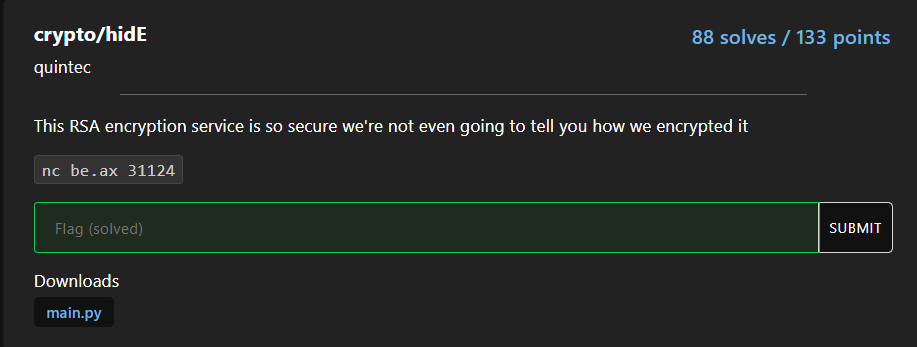 crypto/hidE
88 solves / 133 points
quintec
This RSA encryption service is so secure we're not even going to tell you how we encrypted it
nc be.ax 31124
Flag (solved)
SUBMIT
Downloads
main.py